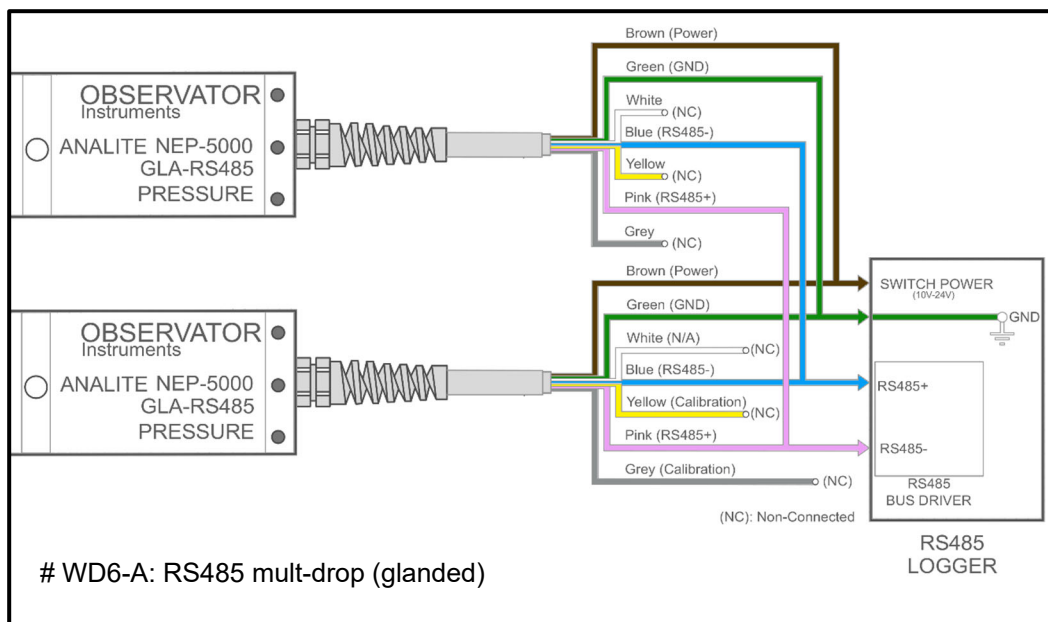 OBSERVATOR
Instruments
ANALITE NEP-5000
GLA-RS485
PRESSURE
Brown (Power)
Green (GND)
White
(NC)
Blue (RS485-)
Yellow
(NC)
Pink (RS485+)
Grey
(NC)
OBSERVATOR
Instruments
ANALITE NEP-5000
GLA-RS485
PRESSURE
Brown (Power)
Green (GND)
White (N/A)
(NC)
Blue (RS485-)
Yellow (Calibration)
(NC)
Pink (RS485+)
Grey (Calibration)
(NC)
(NC): Non-Connected
SWITCH POWER
(10V-24V)
GND
RS485+
RS485-
RS485
BUS DRIVER
RS485
LOGGER
# WD6-A: RS485 mult-drop (glanded)